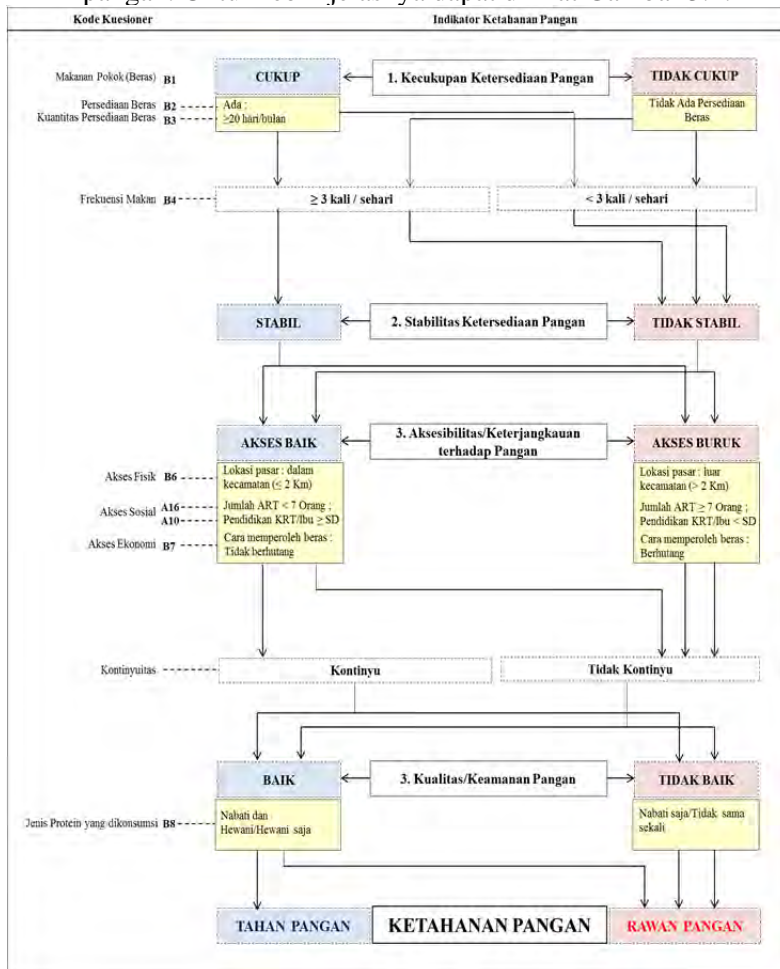 Kode Kuesioner
Indikator Ketahanan Pangan
Makanan Pokok (Beras) B1
CUKUP
1. Kecukupan Ketersediaan Pangan
TIDAK CUKUP
Persediaan Beras B2
Kuantitas Persediaan Beras B3
Ada :
≥20 hari/bulan
Tidak Ada Persediaan
Beras
Frekuensi Makan B4
≥ 3 kali / sehari
< 3 kali / sehari
STABIL
2. Stabilitas Ketersediaan Pangan
TIDAK STABIL
AKSES BAIK
3. Aksesibilitas/Keterjangkauan
terhadap Pangan
AKSES BURUK
Akses Fisik B6
Lokasi pasar : dalam
kecamatan (≤ 2 Km)
Lokasi pasar : luar
kecamatan (> 2 Km)
Akses Sosial
A16
A10
Jumlah ART < 7 Orang ;
Pendidikan KRT/Ibu ≥ SD
Jumlah ART ≥ 7 Orang ;
Pendidikan KRT/Ibu < SD
Akses Ekonomi B7
Cara memperoleh beras :
Tidak berhutang
Cara memperoleh beras :
Berhutang
Kontinyuitas
Kontinyu
Tidak Kontinyu
BAIK
3. Kualitas/Keamanan Pangan
TIDAK BAIK
Jenis Protein yang dikonsumsi B8
Nabati dan
Hewani/Hewani saja
Nabati saja/Tidak sama
sekali
TAHAN PANGAN
KETAHANAN PANGAN
RAWAN PANGAN